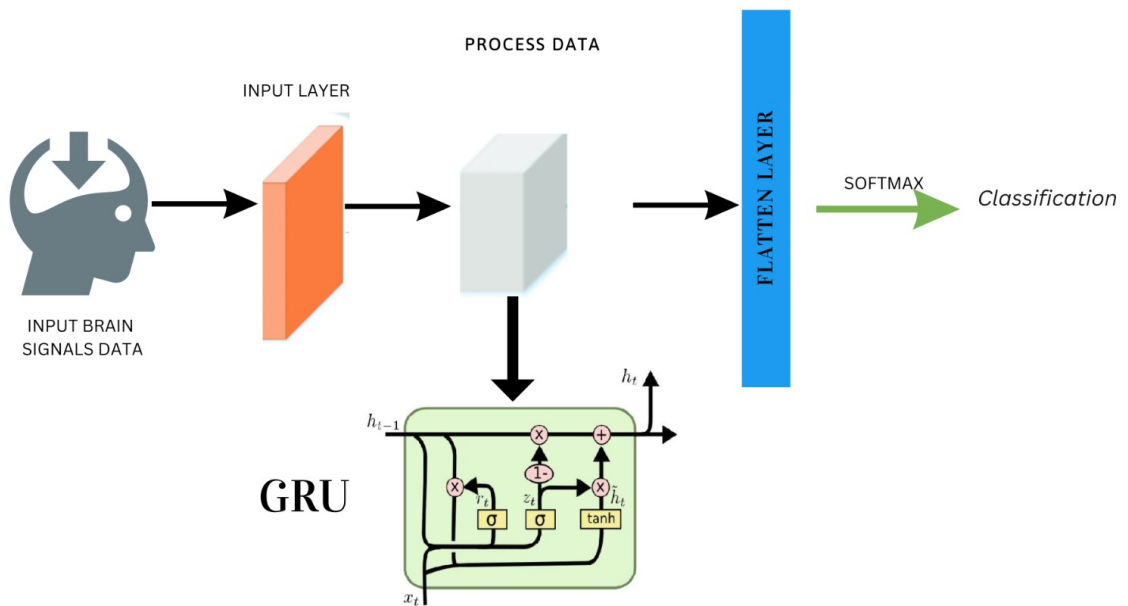 PROCESS DATA
INPUT LAYER
FLATTEN LAYER
SOFTMAX
Classification
INPUT BRAIN
SIGNALS DATA
GRU
h_t
h_{t-1}
x
+
1-
x
r_t
z_t
x
h̃_t
σ
σ
tanh
x_t